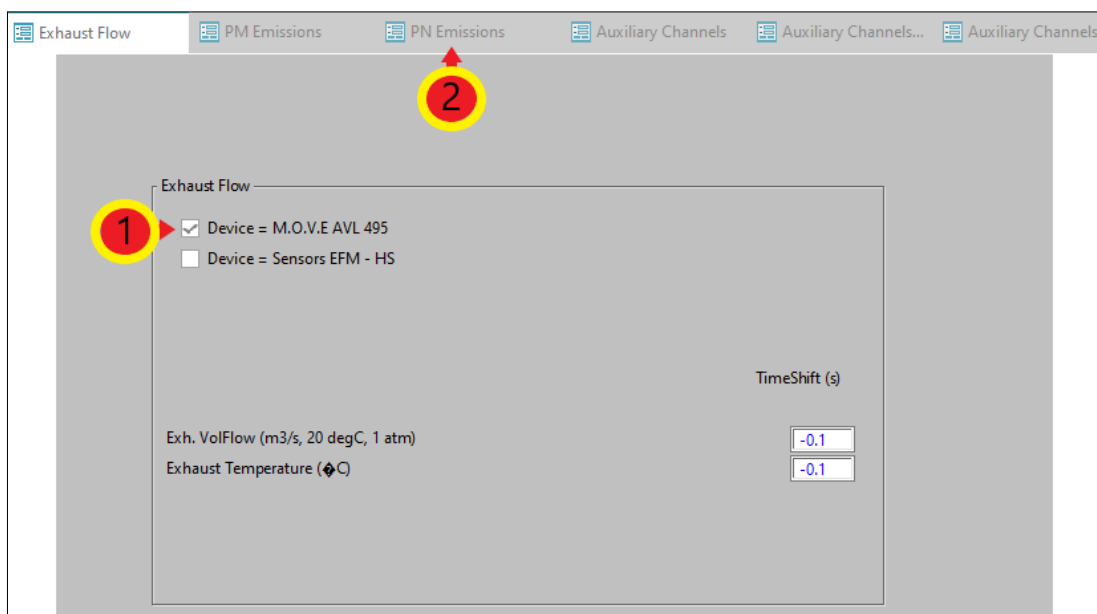 Exhaust Flow PM Emissions PN Emissions Auxiliary Channels Auxiliary Channels... Auxiliary Channels
2
Exhaust Flow
1 Device = M.O.V.E AVL 495
Device = Sensors EFM - HS
TimeShift (s)
Exh. VolFlow (m3/s, 20 degC, 1 atm) -0.1
Exhaust Temperature (�C) -0.1